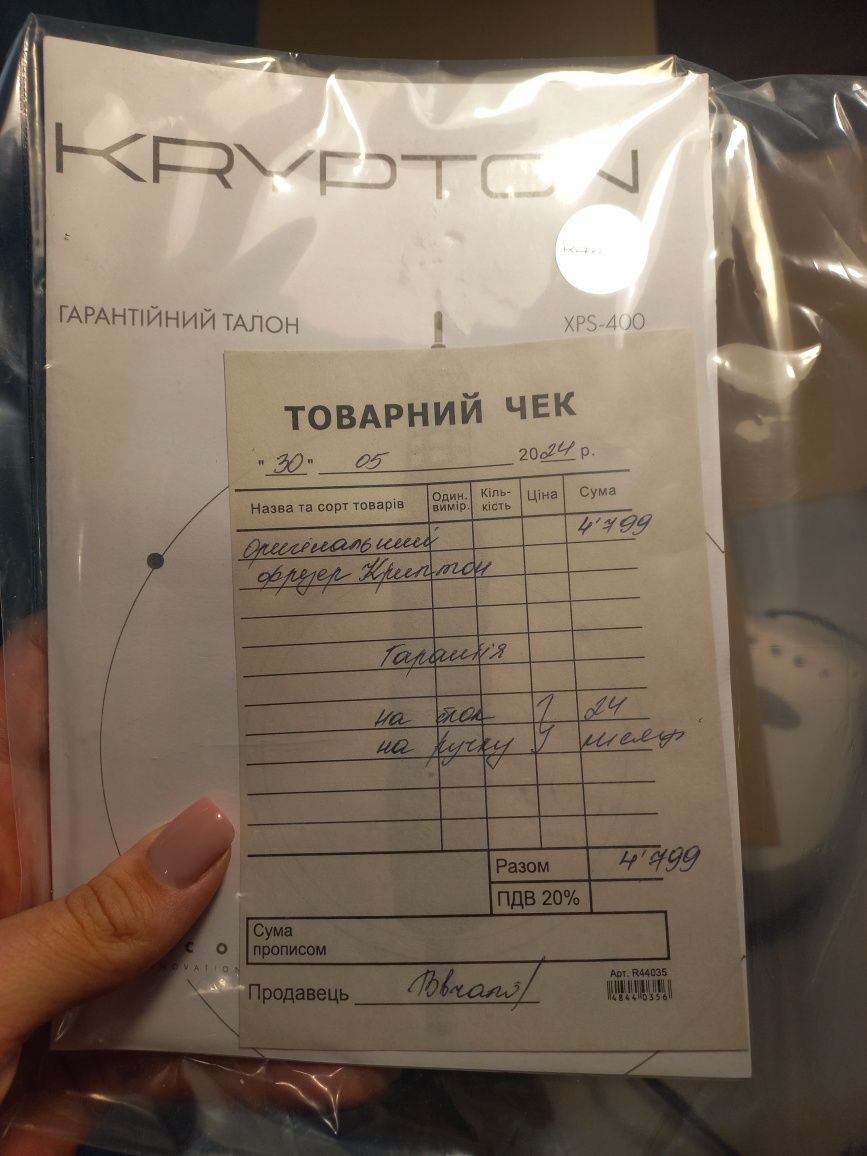 KRYPTON
ГАРАНТІЙНИЙ ТАЛОН
XPS-400
ТОВАРНИЙ ЧЕК
"30" 05 2024 р.
Назва та сорт товарів Один. вимір. Кіль-кість Ціна Сума
оригінальний 4'799
фрезер Криптон
Гарантія
на блок } 24
на ручку } місяці
Разом 4'799
ПДВ 20%
Сума
прописом
Продавець
Арт. R44035
4844 0356